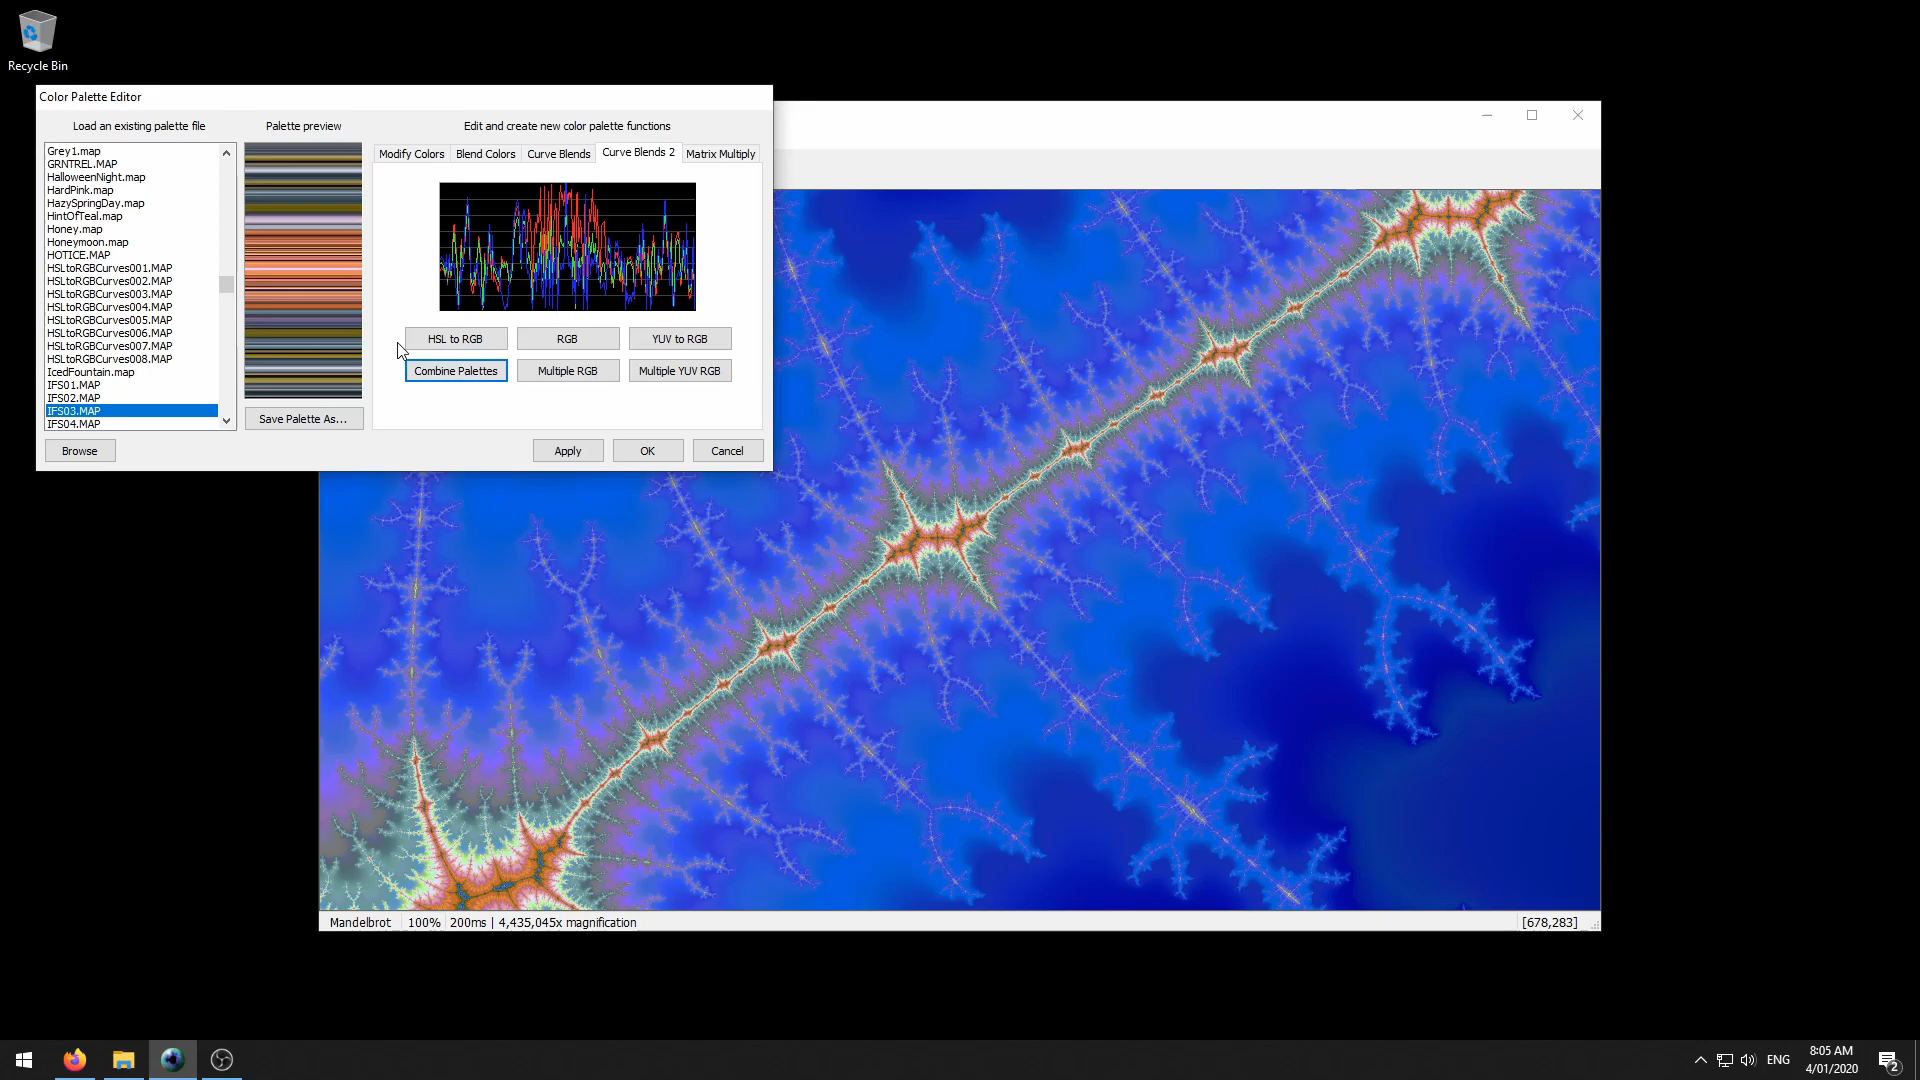 Recycle Bin
Color Palette Editor
Load an existing palette file
Palette preview
Edit and create new color palette functions
Grey1.map
GRNTREL.MAP
HalloweenNight.map
HardPink.map
HazySpringDay.map
HintOfTeal.map
Honey.map
Honeymoon.map
HOTICE.MAP
HSLtoRGBCurves001.MAP
HSLtoRGBCurves002.MAP
HSLtoRGBCurves003.MAP
HSLtoRGBCurves004.MAP
HSLtoRGBCurves005.MAP
HSLtoRGBCurves006.MAP
HSLtoRGBCurves007.MAP
HSLtoRGBCurves008.MAP
IcedFountain.map
IFS01.MAP
IFS02.MAP
IFS03.MAP
IFS04.MAP
Browse
Save Palette As...
Modify Colors
Blend Colors
Curve Blends
Curve Blends 2
Matrix Multiply
HSL to RGB
RGB
YUV to RGB
Combine Palettes
Multiple RGB
Multiple YUV RGB
Apply
OK
Cancel
Mandelbrot 100% 200ms | 4,435,045x magnification
[678,283]
ENG
8:05 AM
4/01/2020
2